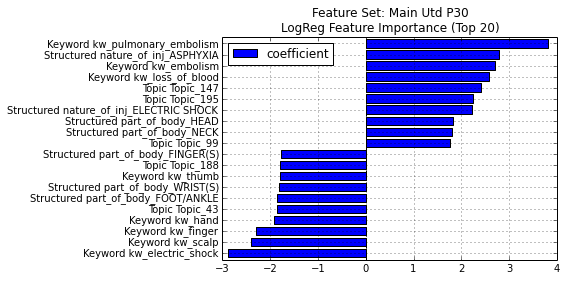 Feature Set: Main Utd P30
LogReg Feature Importance (Top 20)
coefficient
Keyword kw_pulmonary_embolism
Structured nature_of_inj_ASPHYXIA
Keyword kw_embolism
Keyword kw_loss_of_blood
Topic Topic_147
Topic Topic_195
Structured nature_of_inj_ELECTRIC SHOCK
Structured part_of_body_HEAD
Structured part_of_body_NECK
Topic Topic_99
Structured part_of_body_FINGER(S)
Topic Topic_188
Keyword kw_thumb
Structured part_of_body_WRIST(S)
Structured part_of_body_FOOT/ANKLE
Topic Topic_43
Keyword kw_hand
Keyword kw_finger
Keyword kw_scalp
Keyword kw_electric_shock
−3 −2 −1 0 1 2 3 4